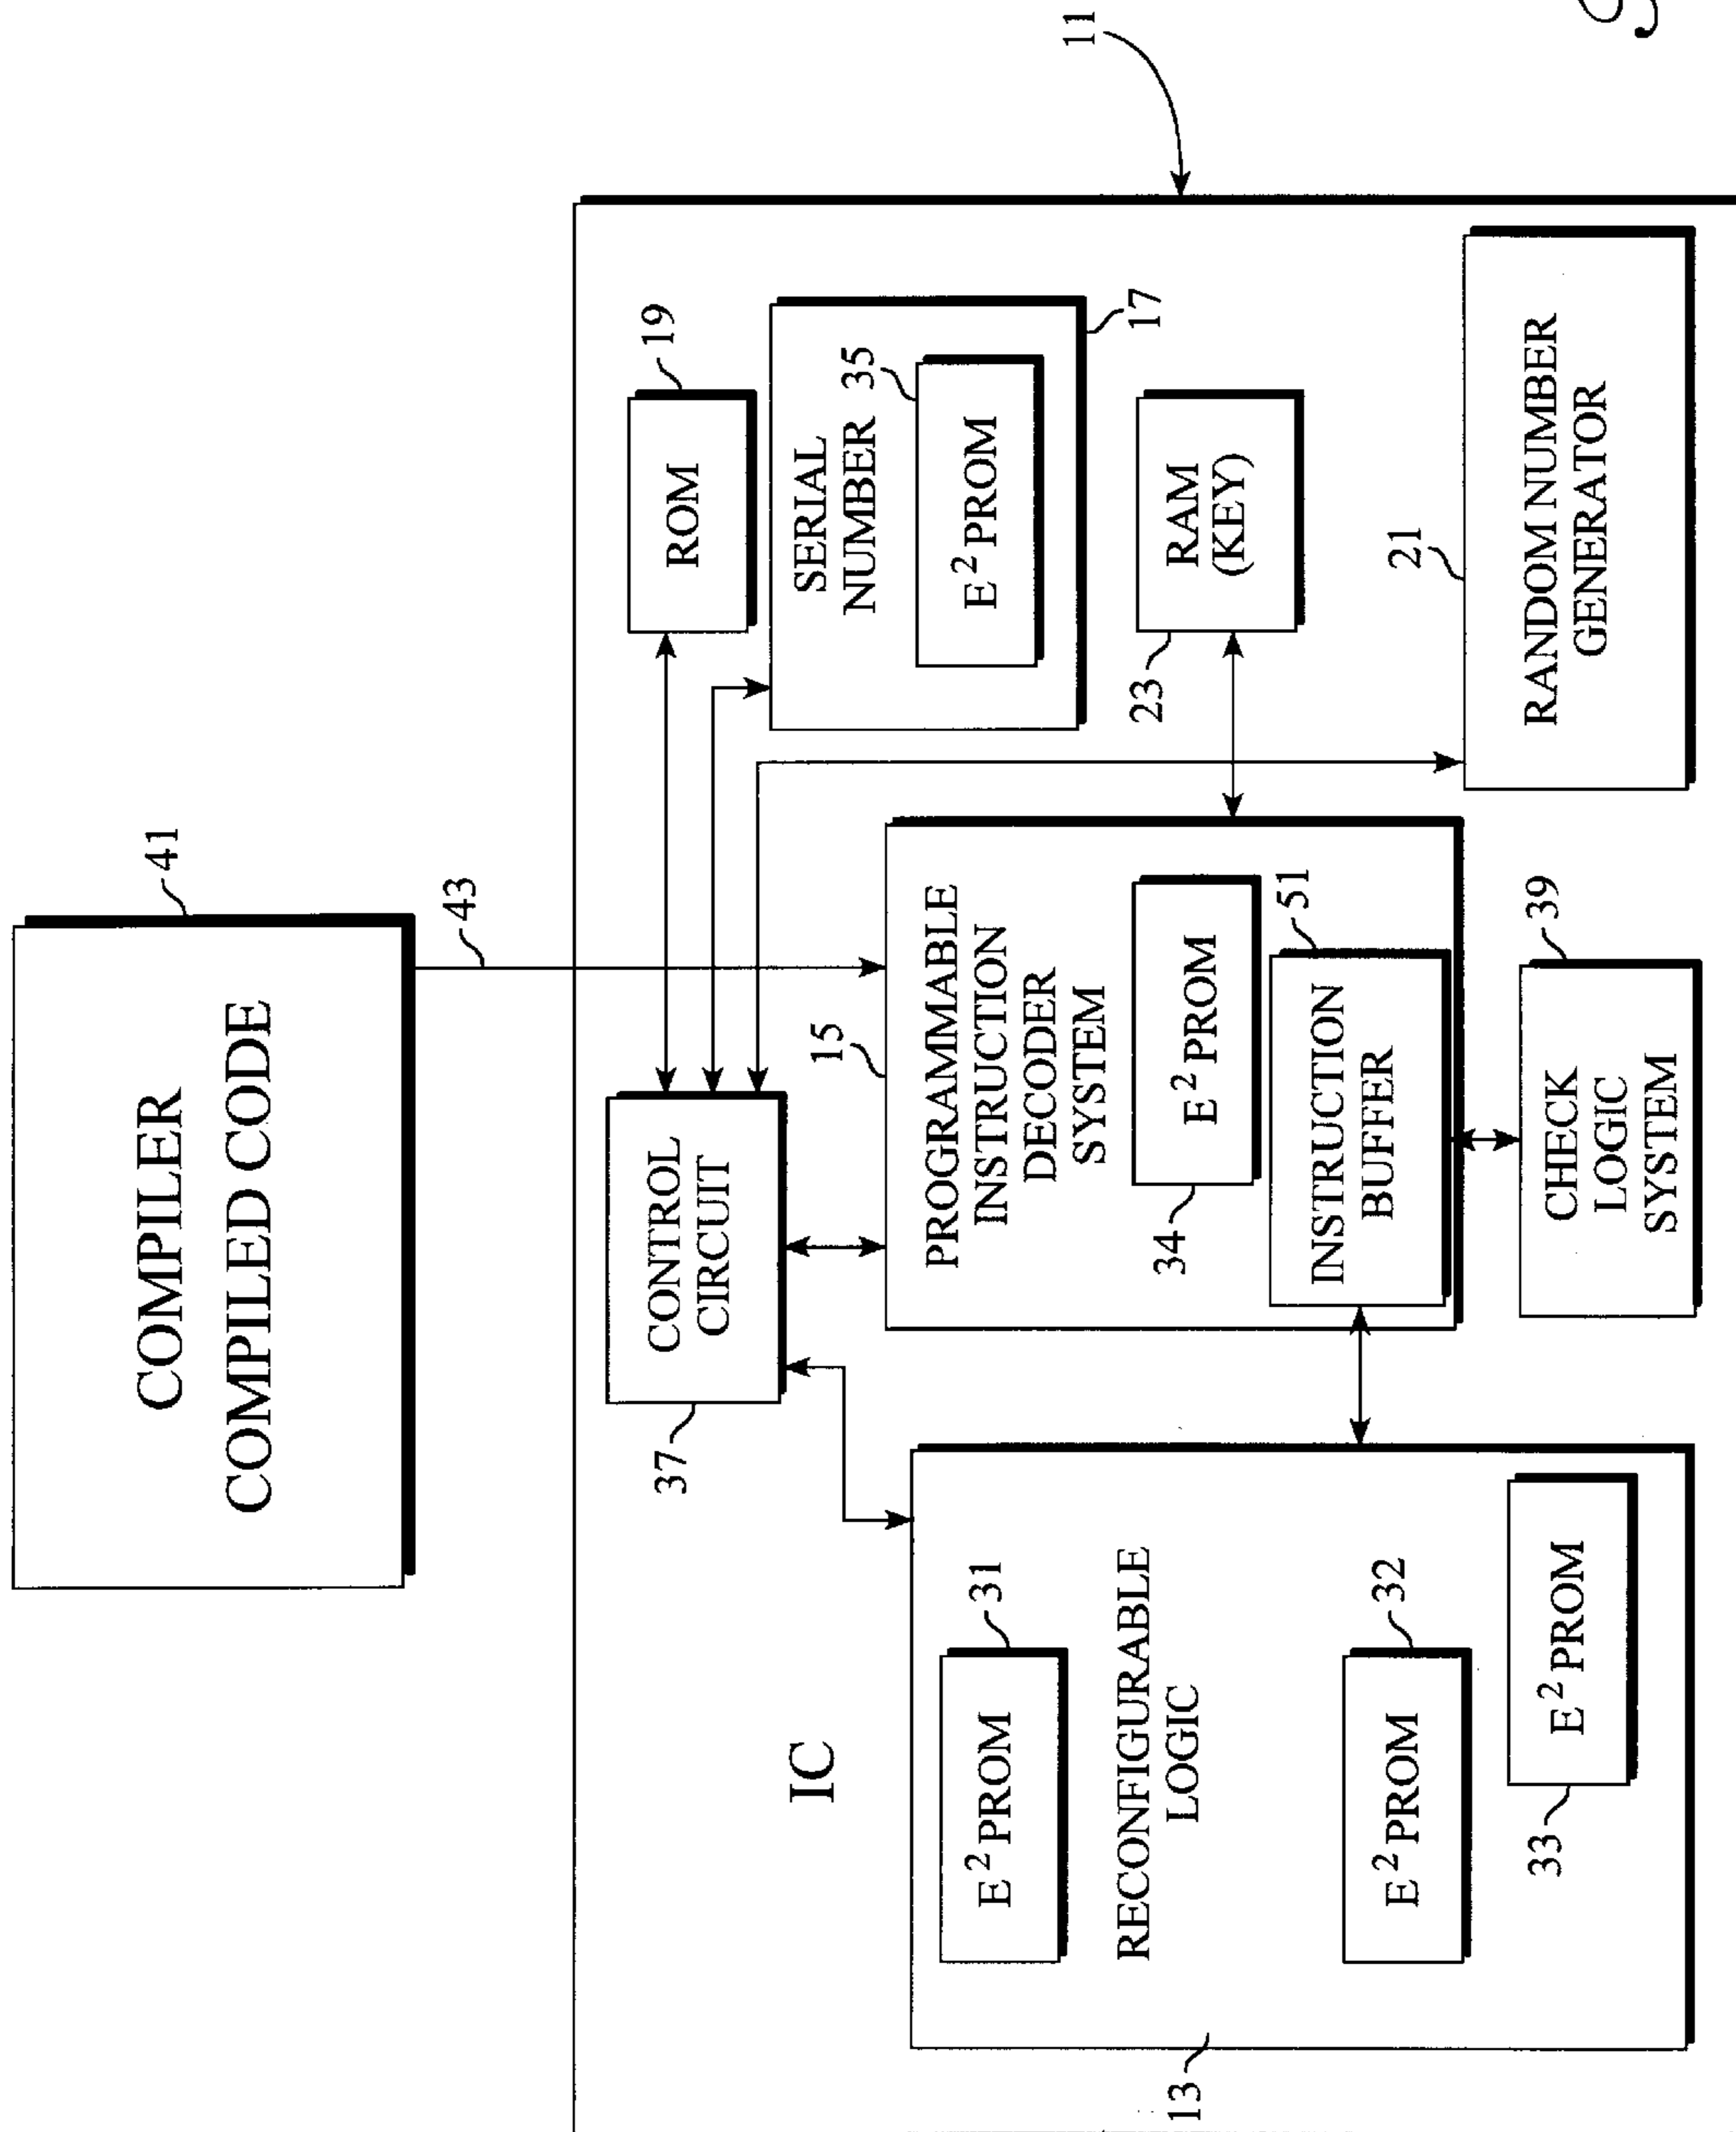 COMPILER
COMPILED CODE
41
43
11
IC
37
CONTROL
CIRCUIT
ROM
19
SERIAL
NUMBER
35
E²PROM
17
15
PROGRAMMABLE
INSTRUCTION
DECODER
SYSTEM
E²PROM
34
INSTRUCTION
BUFFER
51
23
RAM
(KEY)
21
RANDOM NUMBER
GENERATOR
CHECK
LOGIC
SYSTEM
39
E²PROM
31
RECONFIGURABLE
LOGIC
E²PROM
32
E²PROM
33
13